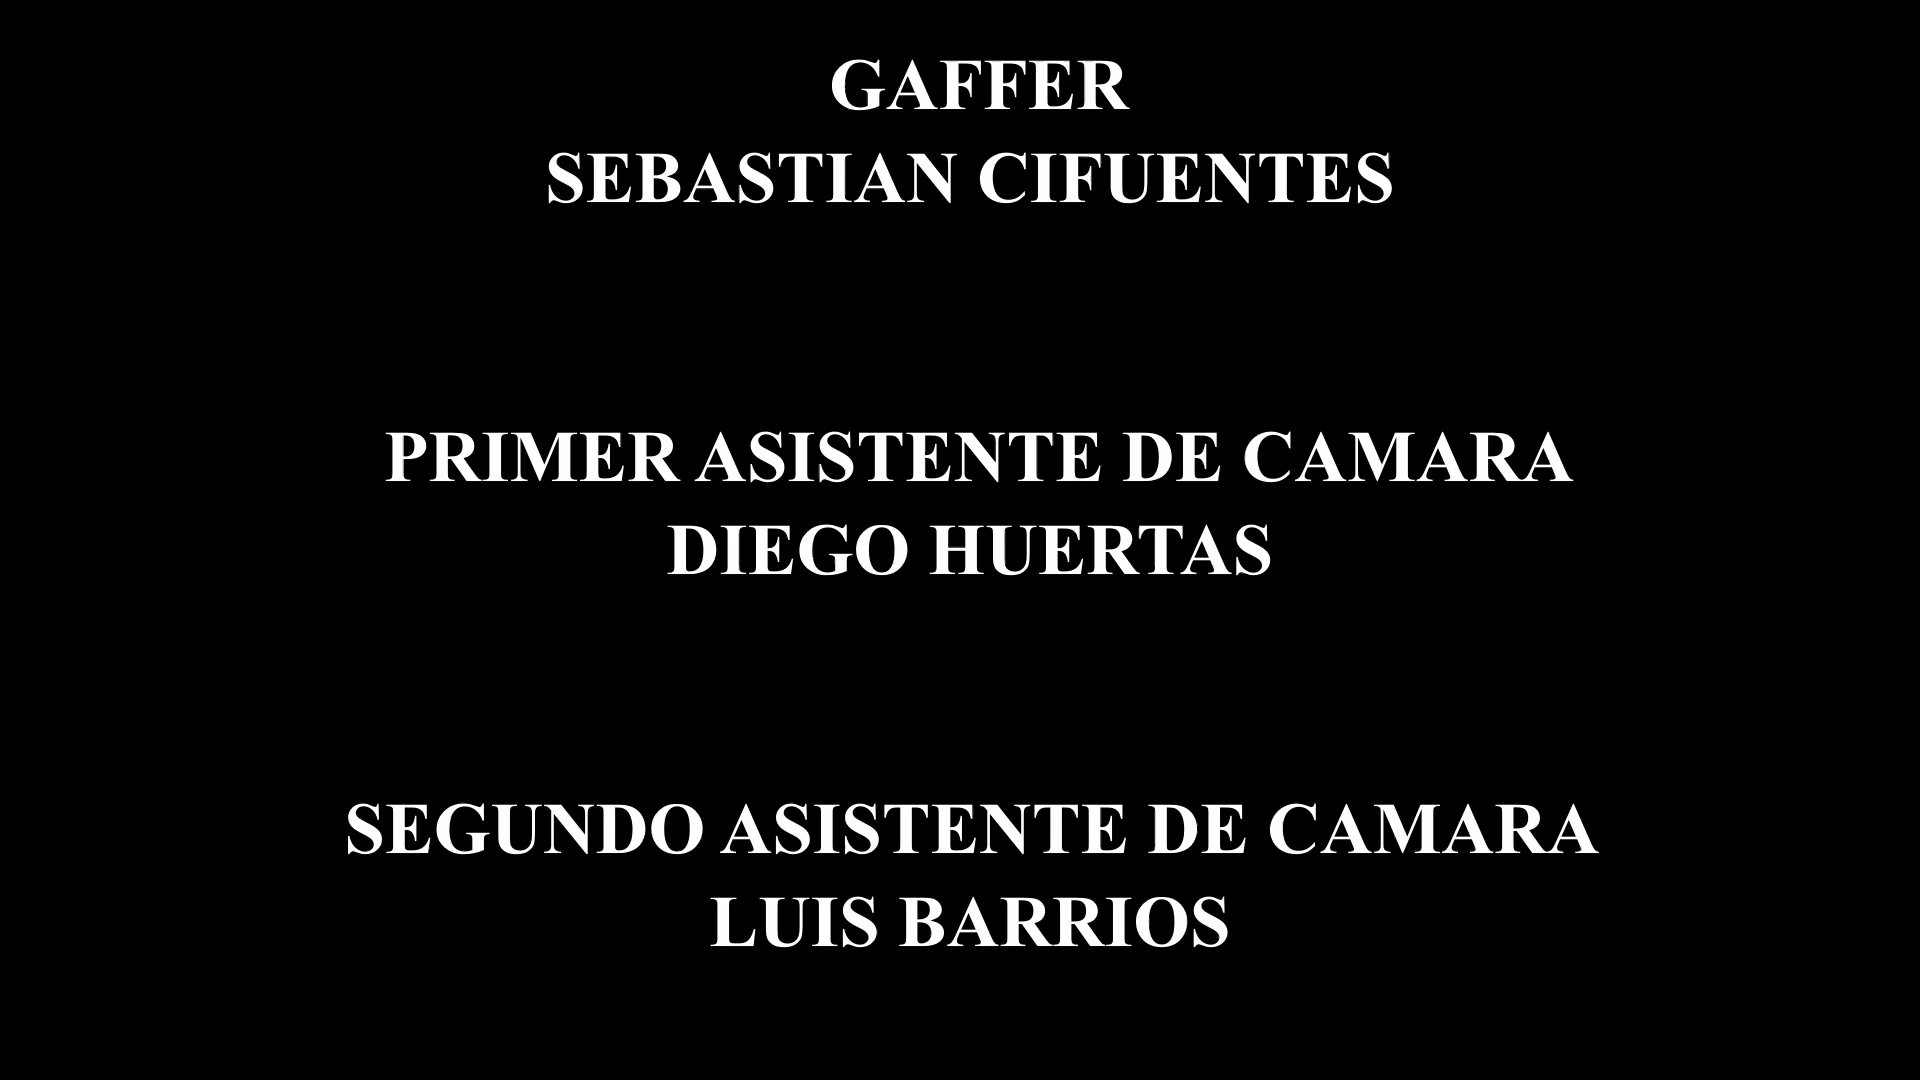 GAFFER
SEBASTIAN CIFUENTES
PRIMER ASISTENTE DE CAMARA
DIEGO HUERTAS
SEGUNDO ASISTENTE DE CAMARA
LUIS BARRIOS